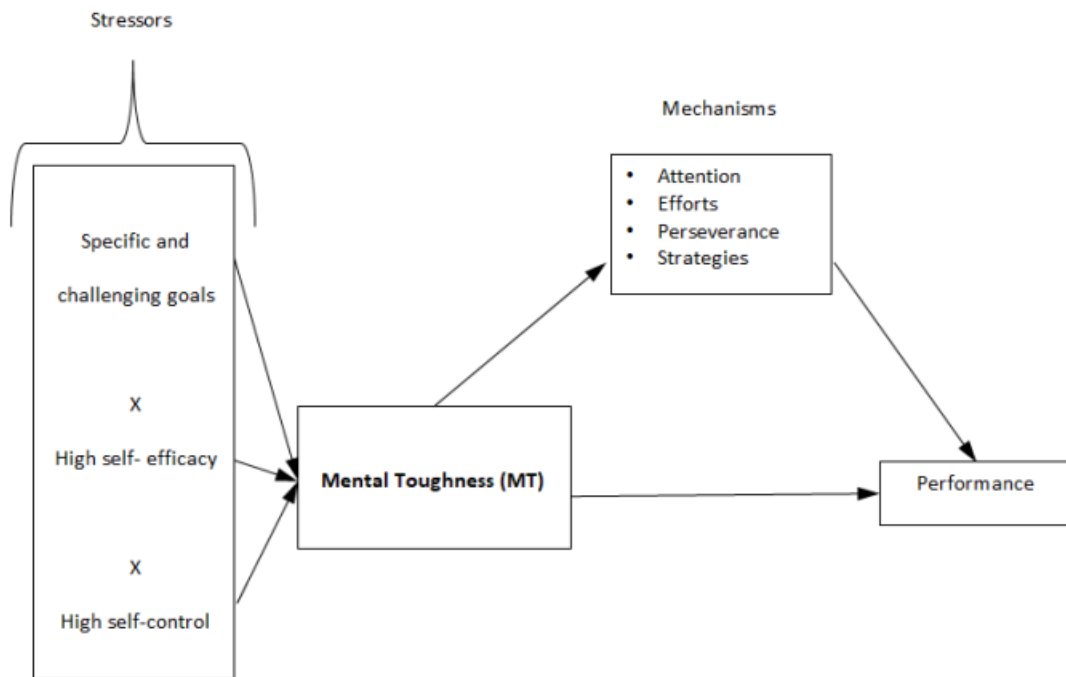 Stressors
Specific and
challenging goals
X
High self- efficacy
X
High self-control
Mental Toughness (MT)
Mechanisms
• Attention
• Efforts
• Perseverance
• Strategies
Performance